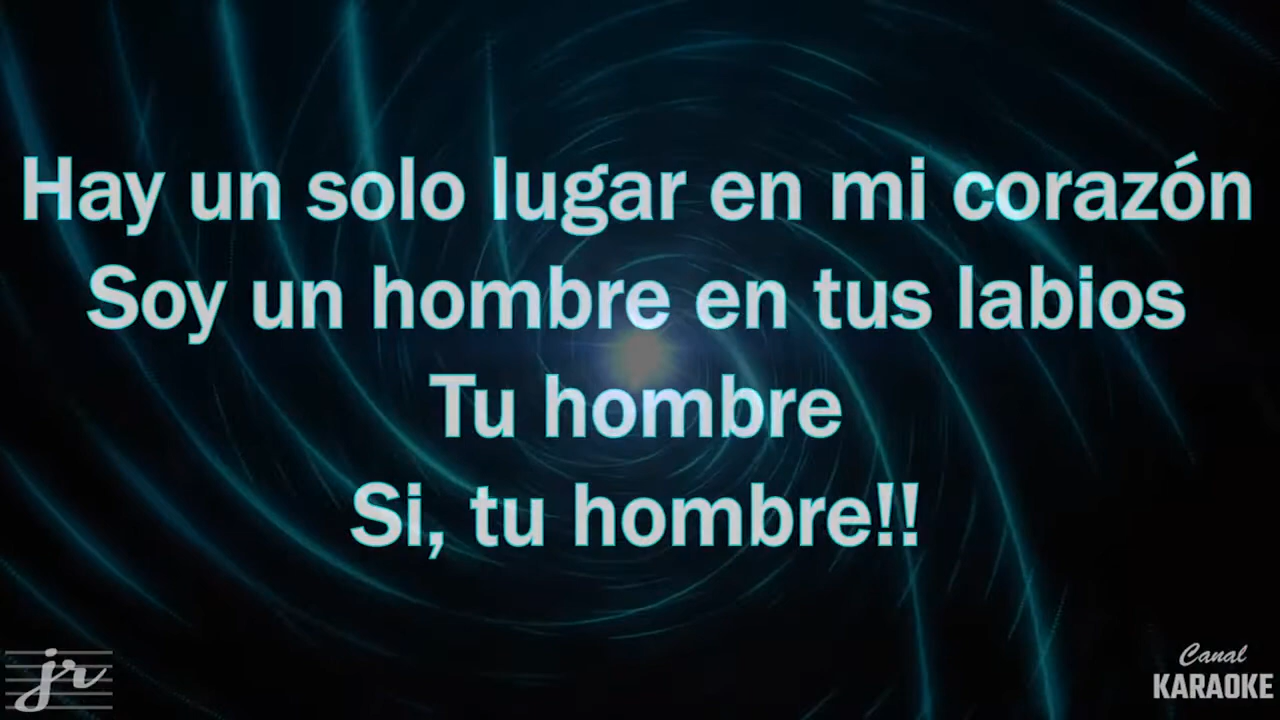 Hay un solo lugar en mi corazón
Soy un hombre en tus labios
Tu hombre
Si, tu hombre!!
jr
Canal
KARAOKE